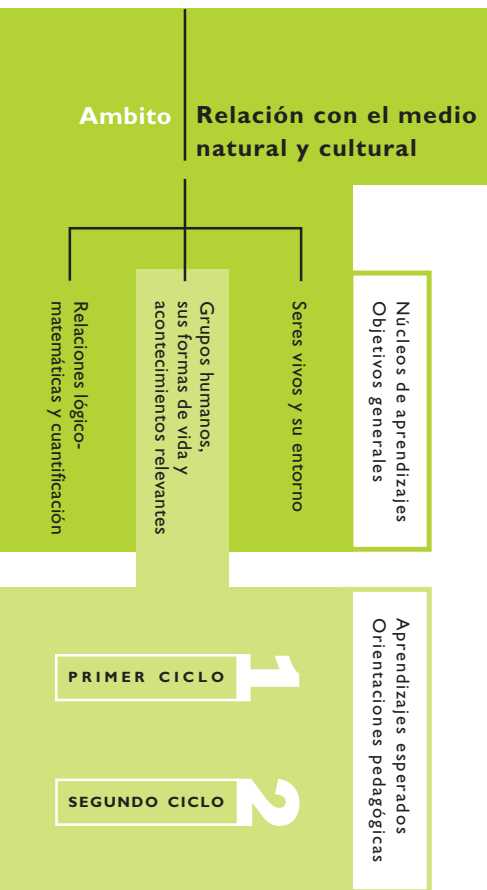 Ambito
Relación con el medio
natural y cultural
Núcleos de aprendizajes
Objetivos generales
Seres vivos y su entorno
Grupos humanos,
sus formas de vida y
acontecimientos relevantes
Relaciones lógico-
matemáticas y cuantificación
Aprendizajes esperados
Orientaciones pedagógicas
1
PRIMER CICLO
2
SEGUNDO CICLO